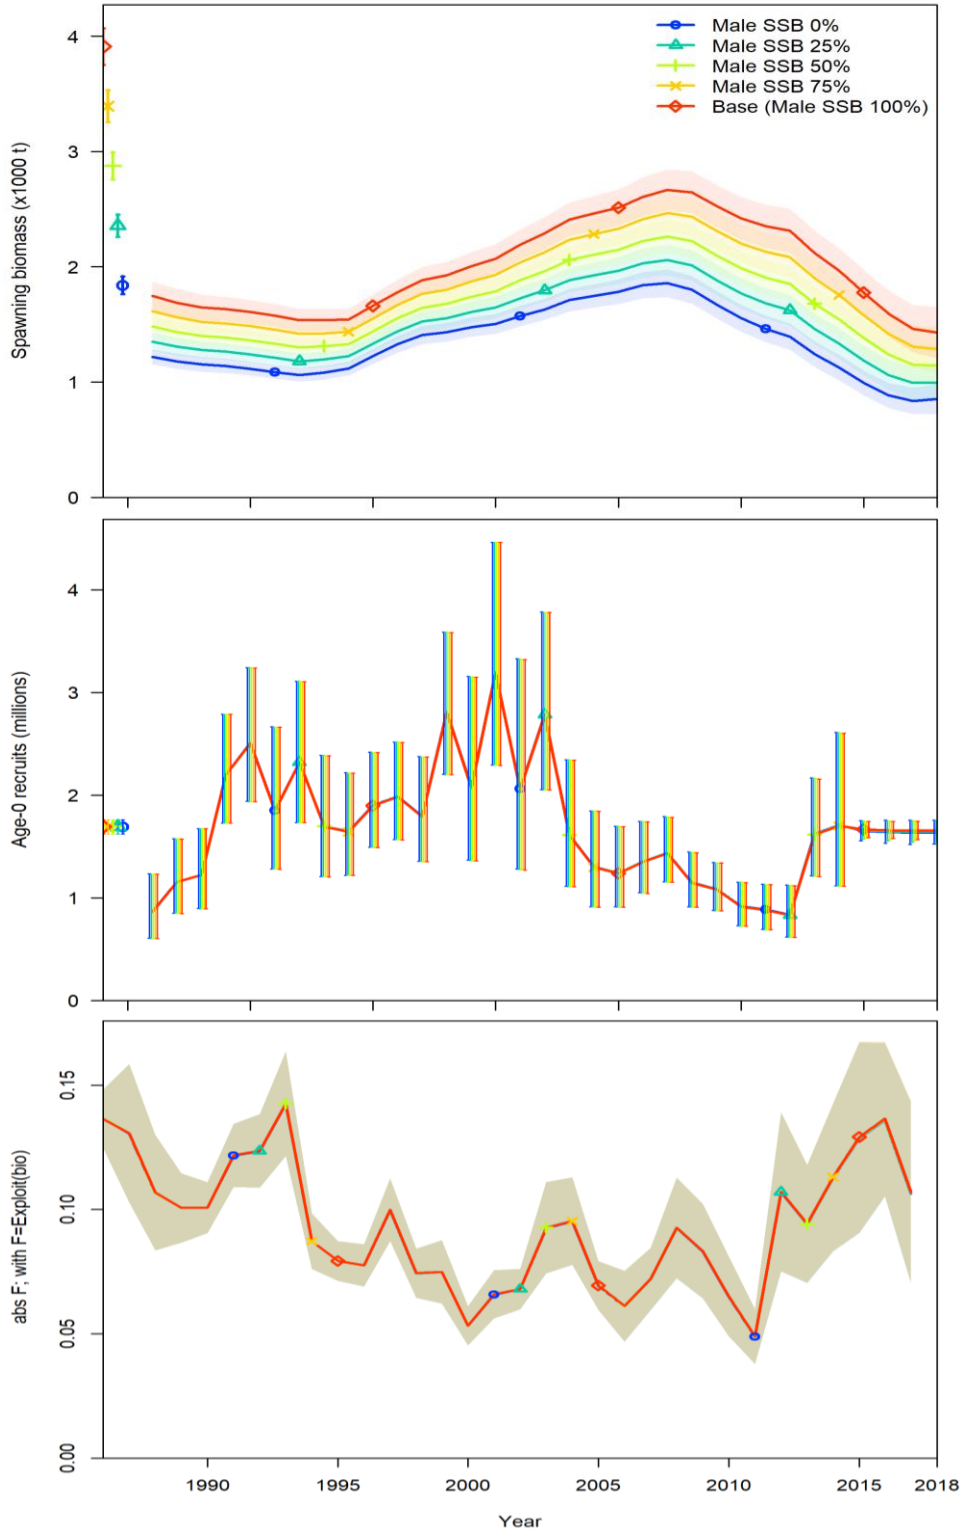 Male SSB 0%
Male SSB 25%
Male SSB 50%
Male SSB 75%
Base (Male SSB 100%)
Spawning biomass (x1000 t)
4
3
2
1
0
Age-0 recruits (millions)
4
3
2
1
0
abs F; with F=Exploit(bio)
0.15
0.10
0.05
0.00
1990 1995 2000 2005 2010 2015 2018
Year